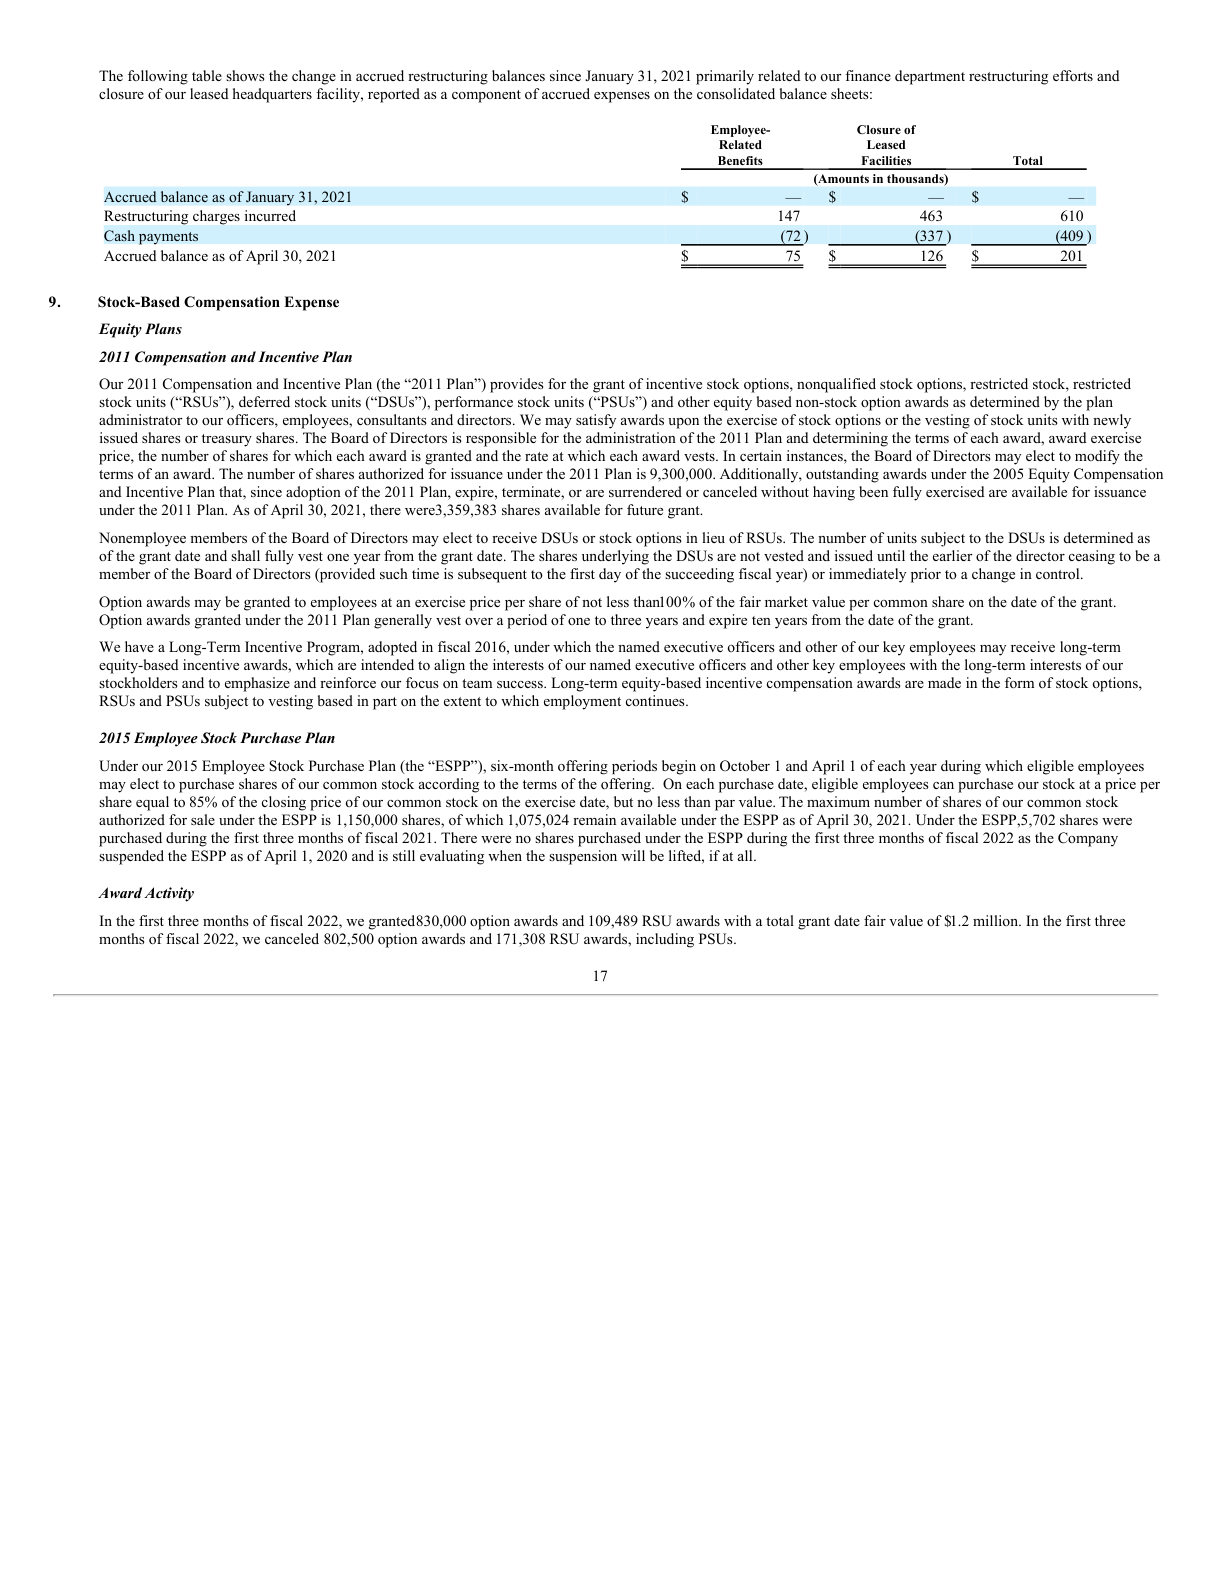 The following table shows the change in accrued restructuring balances since January 31, 2021 primarily related to our finance department restructuring efforts and
closure of our leased headquarters facility, reported as a component of accrued expenses on the consolidated balance sheets:
Employee-
Related
Benefits
Closure of
Leased
Facilities
Total
(Amounts in thousands)
Accrued balance as of January 31, 2021 $ — $ — $ —
Restructuring charges incurred 147 463 610
Cash payments (72 ) (337 ) (409 )
Accrued balance as of April 30, 2021 $ 75 $ 126 $ 201
9. Stock-Based Compensation Expense
Equity Plans
2011 Compensation and Incentive Plan
Our 2011 Compensation and Incentive Plan (the “2011 Plan”) provides for the grant of incentive stock options, nonqualified stock options, restricted stock, restricted
stock units (“RSUs”), deferred stock units (“DSUs”), performance stock units (“PSUs”) and other equity based non-stock option awards as determined by the plan
administrator to our officers, employees, consultants and directors. We may satisfy awards upon the exercise of stock options or the vesting of stock units with newly
issued shares or treasury shares. The Board of Directors is responsible for the administration of the 2011 Plan and determining the terms of each award, award exercise
price, the number of shares for which each award is granted and the rate at which each award vests. In certain instances, the Board of Directors may elect to modify the
terms of an award. The number of shares authorized for issuance under the 2011 Plan is 9,300,000. Additionally, outstanding awards under the 2005 Equity Compensation
and Incentive Plan that, since adoption of the 2011 Plan, expire, terminate, or are surrendered or canceled without having been fully exercised are available for issuance
under the 2011 Plan. As of April 30, 2021, there were3,359,383 shares available for future grant.
Nonemployee members of the Board of Directors may elect to receive DSUs or stock options in lieu of RSUs. The number of units subject to the DSUs is determined as
of the grant date and shall fully vest one year from the grant date. The shares underlying the DSUs are not vested and issued until the earlier of the director ceasing to be a
member of the Board of Directors (provided such time is subsequent to the first day of the succeeding fiscal year) or immediately prior to a change in control.
Option awards may be granted to employees at an exercise price per share of not less than100% of the fair market value per common share on the date of the grant.
Option awards granted under the 2011 Plan generally vest over a period of one to three years and expire ten years from the date of the grant.
We have a Long-Term Incentive Program, adopted in fiscal 2016, under which the named executive officers and other of our key employees may receive long-term
equity-based incentive awards, which are intended to align the interests of our named executive officers and other key employees with the long-term interests of our
stockholders and to emphasize and reinforce our focus on team success. Long-term equity-based incentive compensation awards are made in the form of stock options,
RSUs and PSUs subject to vesting based in part on the extent to which employment continues.
2015 Employee Stock Purchase Plan
Under our 2015 Employee Stock Purchase Plan (the “ESPP”), six-month offering periods begin on October 1 and April 1 of each year during which eligible employees
may elect to purchase shares of our common stock according to the terms of the offering. On each purchase date, eligible employees can purchase our stock at a price per
share equal to 85% of the closing price of our common stock on the exercise date, but no less than par value. The maximum number of shares of our common stock
authorized for sale under the ESPP is 1,150,000 shares, of which 1,075,024 remain available under the ESPP as of April 30, 2021. Under the ESPP,5,702 shares were
purchased during the first three months of fiscal 2021. There were no shares purchased under the ESPP during the first three months of fiscal 2022 as the Company
suspended the ESPP as of April 1, 2020 and is still evaluating when the suspension will be lifted, if at all.
Award Activity
In the first three months of fiscal 2022, we granted830,000 option awards and 109,489 RSU awards with a total grant date fair value of $1.2 million. In the first three
months of fiscal 2022, we canceled 802,500 option awards and 171,308 RSU awards, including PSUs.
17